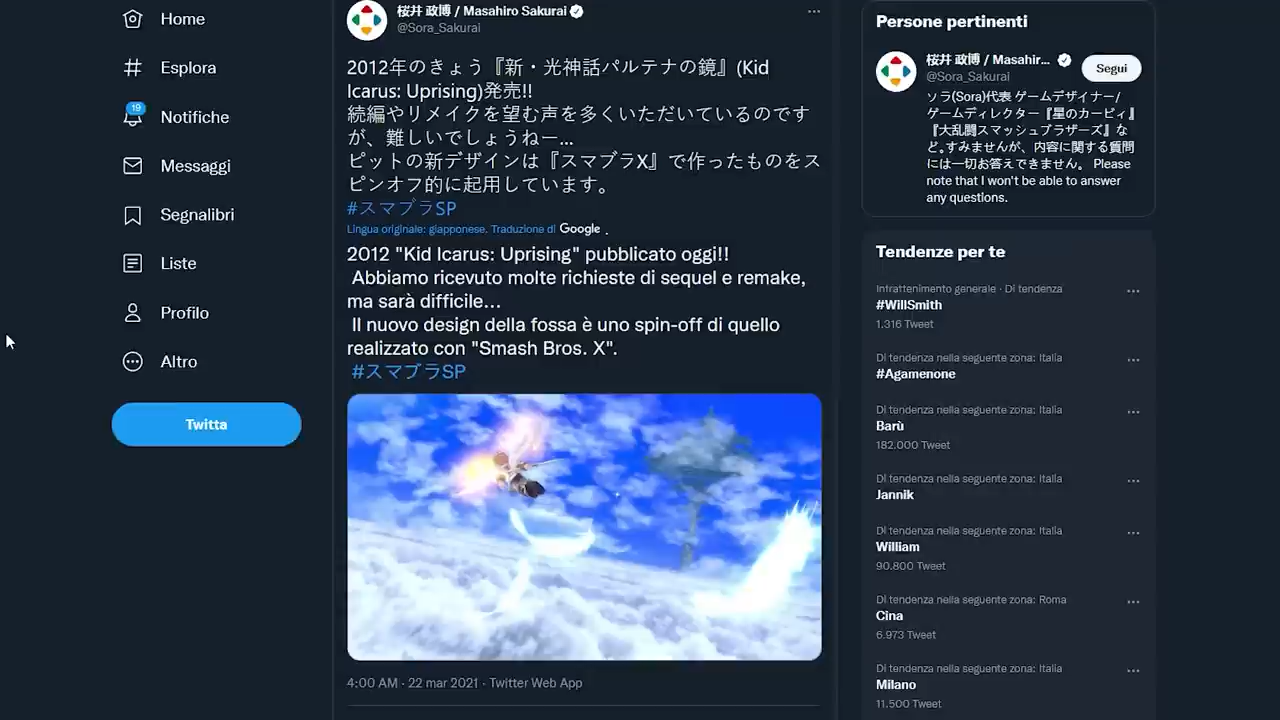 Home
Esplora
19
Notifiche
Messaggi
Segnalibri
Liste
Profilo
Altro
Twitta
桜井 政博 / Masahiro Sakurai
@Sora_Sakurai
2012年のきょう『新・光神話パルテナの鏡』(Kid
Icarus: Uprising)発売!!
続編やリメイクを望む声を多くいただいているのです
が、難しいでしょうねー…
ピットの新デザインは『スマブラX』で作ったものをス
ピンオフ的に起用しています。
#スマブラSP
Lingua originale: giapponese. Traduzione di Google .
2012 "Kid Icarus: Uprising" pubblicato oggi!!
Abbiamo ricevuto molte richieste di sequel e remake,
ma sarà difficile…
Il nuovo design della fossa è uno spin-off di quello
realizzato con "Smash Bros. X".
#スマブラSP
4:00 AM · 22 mar 2021 · Twitter Web App
Persone pertinenti
桜井 政博 / Masahir...
@Sora_Sakurai
Segui
ソラ(Sora)代表 ゲームデザイナー/
ゲームディレクター『星のカービィ』
『大乱闘スマッシュブラザーズ』な
ど。すみませんが、内容に関する質問
には一切お答えできません。 Please
note that I won't be able to answer
any questions.
Tendenze per te
Intrattenimento generale · Di tendenza
#WillSmith
1.316 Tweet
Di tendenza nella seguente zona: Italia
#Agamenone
Di tendenza nella seguente zona: Italia
Barù
182.000 Tweet
Di tendenza nella seguente zona: Italia
Jannik
Di tendenza nella seguente zona: Italia
William
90.800 Tweet
Di tendenza nella seguente zona: Roma
Cina
6.973 Tweet
Di tendenza nella seguente zona: Italia
Milano
11.500 Tweet